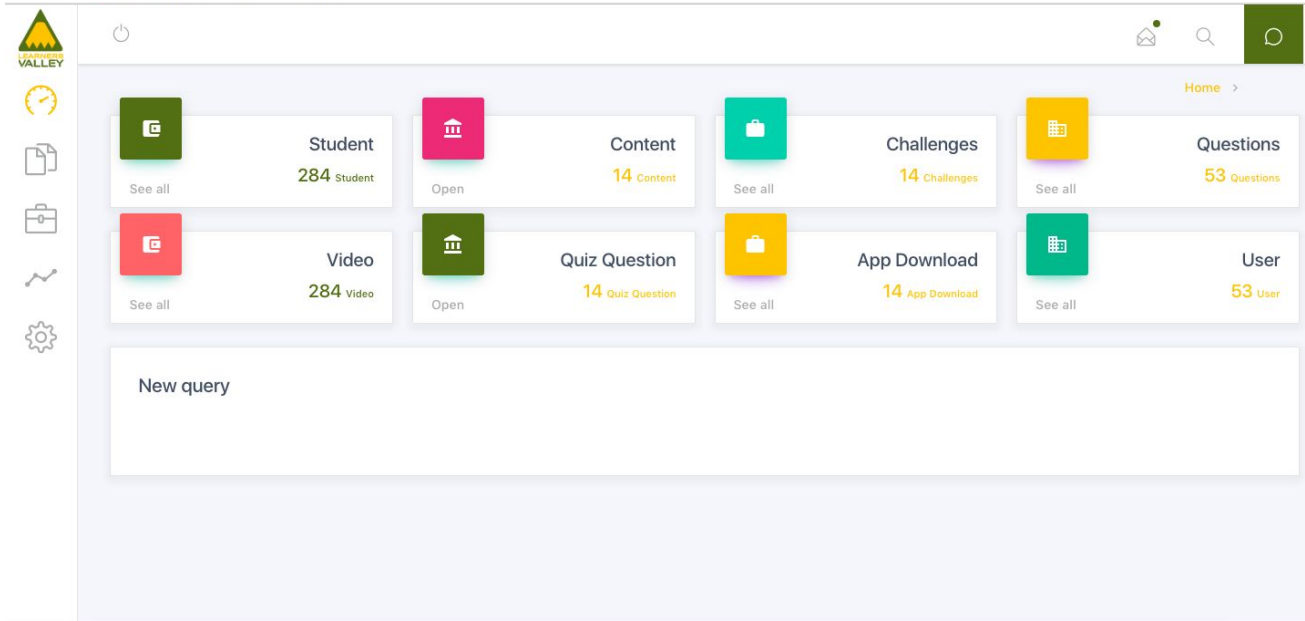 LEARNERS
VALLEY
Home >
Student
284 Student
See all
Content
14 Content
Open
Challenges
14 Challenges
See all
Questions
53 Questions
See all
Video
284 Video
See all
Quiz Question
14 Quiz Question
Open
App Download
14 App Download
See all
User
53 User
See all
New query